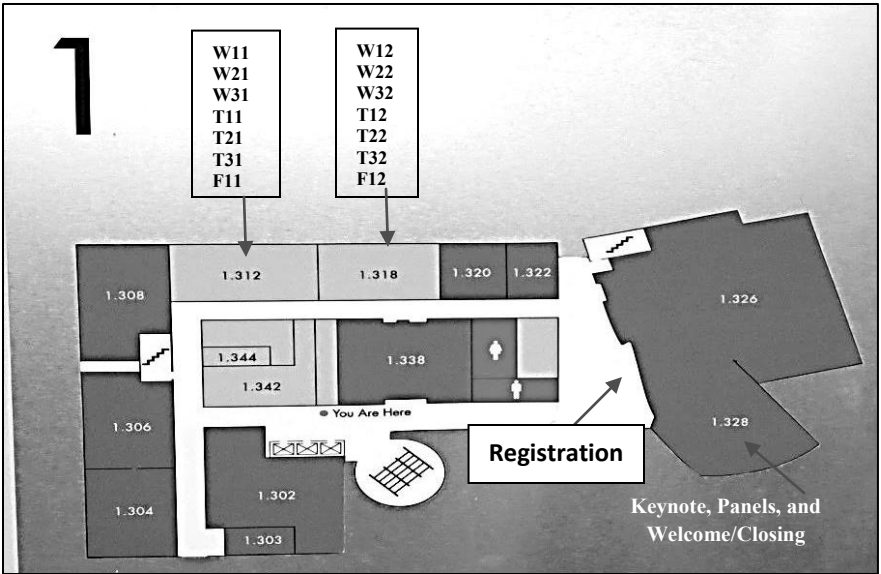 1
W11
W21
W31
T11
T21
T31
F11
W12
W22
W32
T12
T22
T32
F12
1.308
1.312
1.318
1.320
1.322
1.326
1.344
1.338
1.342
You Are Here
1.306
1.328
Registration
1.304
1.302
1.303
Keynote, Panels, and
Welcome/Closing